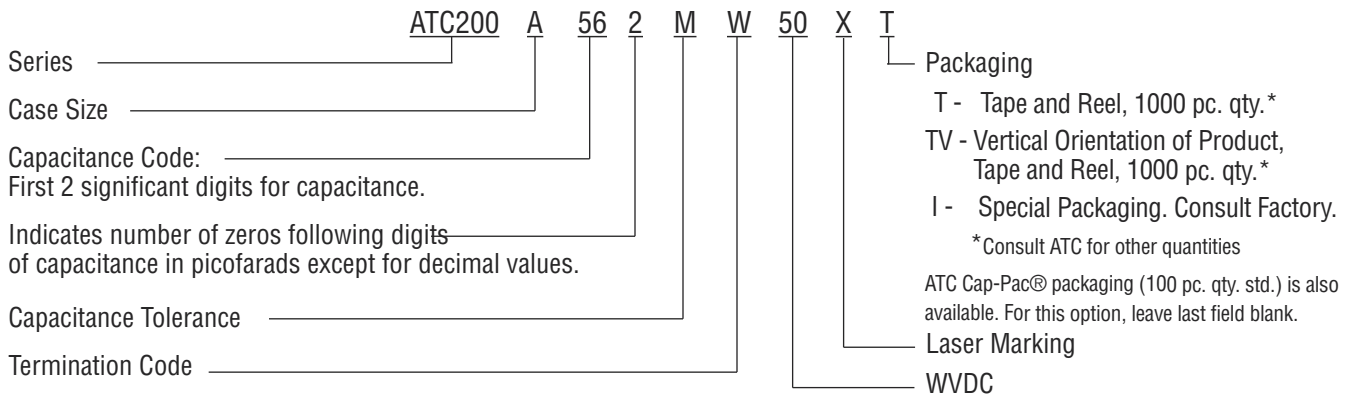 ATC200 A 56 2 M W 50 X T
Series
Case Size
Capacitance Code:
First 2 significant digits for capacitance.
Indicates number of zeros following digits
of capacitance in picofarads except for decimal values.
Capacitance Tolerance
Termination Code
Packaging
T - Tape and Reel, 1000 pc. qty.*
TV - Vertical Orientation of Product,
Tape and Reel, 1000 pc. qty.*
I - Special Packaging. Consult Factory.
*Consult ATC for other quantities
ATC Cap-Pac® packaging (100 pc. qty. std.) is also
available. For this option, leave last field blank.
Laser Marking
WVDC